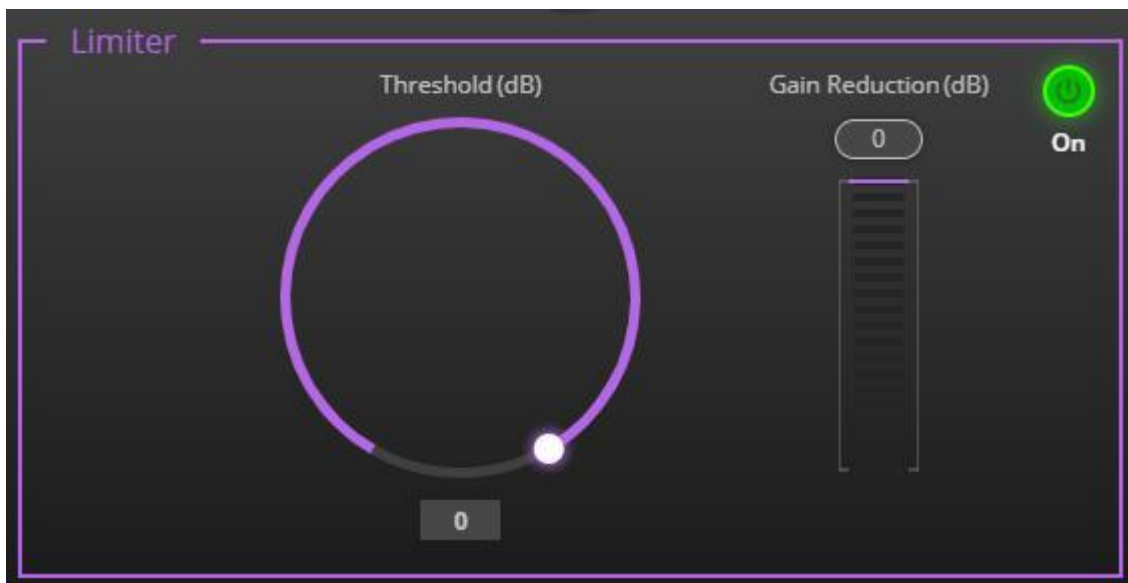 Limiter
Threshold (dB)
Gain Reduction (dB)
0
On
0